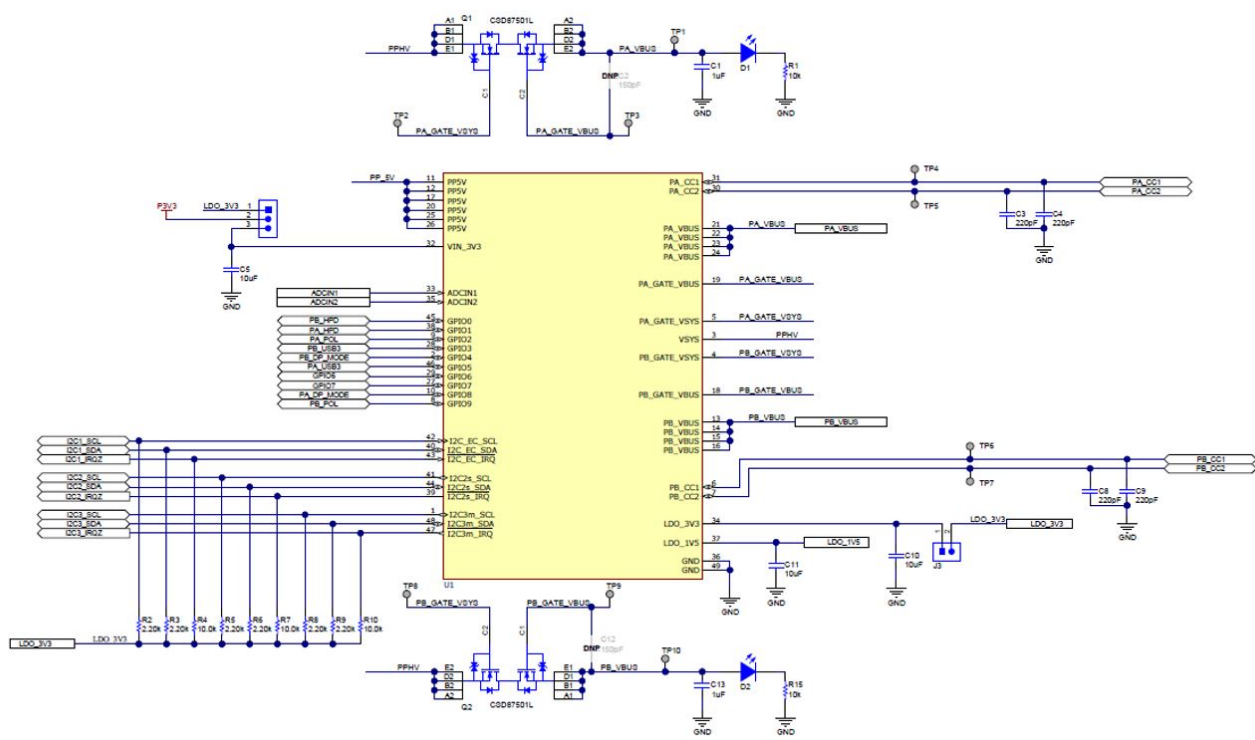 Q1 CSD87501L
A1 A2
B1 B2
D1 D2
E1 E2
PPHV PA_VBUS TP1
DNP C2 150pF
C1 1uF
D1
R1 10k
GND GND
C1 C2
TP2 PA_GATE_VSYS PA_GATE_VBUS TP3
PP_5V 11 PP5V
12 PP5V
17 PP5V
20 PP5V
25 PP5V
26 PP5V
P3V3 LDO_3V3 1
2
3
32 VIN_3V3
C5 10uF
GND
ADCIN1 33 ADCIN1
ADCIN2 35 ADCIN2
PB_HPD 45 GPIO0
PA_HPD 38 GPIO1
PA_POL 9 GPIO2
PB_USB3 28 GPIO3
PB_DP_MODE 2 GPIO4
PA_USB3 46 GPIO5
GPIO6 29 GPIO6
GPIO7 27 GPIO7
PA_DP_MODE 10 GPIO8
PB_POL 8 GPIO9
I2C1_SCL 42 I2C_EC_SCL
I2C1_SDA 40 I2C_EC_SDA
I2C1_IRQZ 43 I2C_EC_IRQ
I2C2_SCL 41 I2C2s_SCL
I2C2_SDA 44 I2C2s_SDA
I2C2_IRQZ 39 I2C2s_IRQ
I2C3_SCL 1 I2C3m_SCL
I2C3_SDA 48 I2C3m_SDA
I2C3_IRQZ 47 I2C3m_IRQ
U1
PA_CC1 31 TP4 PA_CC1
PA_CC2 30 TP5 PA_CC2
C3 220pF C4 220pF
GND
PA_VBUS 21 PA_VBUS PA_VBUS
PA_VBUS 22
PA_VBUS 23
PA_VBUS 24
PA_GATE_VBUS 19 PA_GATE_VBUS
PA_GATE_VSYS 5 PA_GATE_VSYS
VSYS 3 PPHV
PB_GATE_VSYS 4 PB_GATE_VSYS
PB_GATE_VBUS 18 PB_GATE_VBUS
PB_VBUS 13 PB_VBUS PB_VBUS
PB_VBUS 14
PB_VBUS 15
PB_VBUS 16
PB_CC1 6 TP6 PB_CC1
PB_CC2 7 TP7 PB_CC2
C8 220pF C9 220pF
GND
LDO_3V3 34 1 2 LDO_3V3 LDO_3V3
J3
C10 10uF
GND
LDO_1V5 37 LDO_1V5
C11 10uF
GND
GND 36
GND 49
GND
R2 2.20k
R3 2.20k
R4 10.0k
R5 2.20k
R6 2.20k
R7 10.0k
R8 2.20k
R9 2.20k
R10 10.0k
LDO_3V3 LDO_3V3
TP8 PB_GATE_VSYS PB_GATE_VBUS TP9
C2 C1
DNP C12 150pF
PPHV PB_VBUS TP10
E2 E1
D2 D1
B2 B1
A2 A1
Q2 CSD87501L
C13 1uF
D2
R15 10k
GND GND